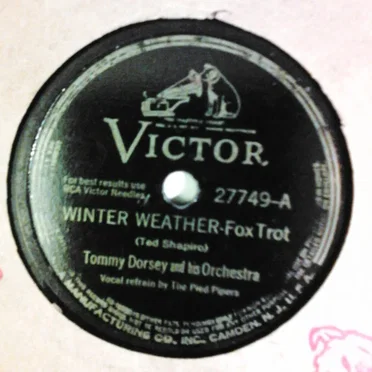 VICTOR
For best results use
RCA Victor Needles
27749-A
WINTER WEATHER-Fox Trot
(Ted Shapiro)
Tommy Dorsey and his Orchestra
Vocal refrain by The Pied Pipers
MANUFACTURING CO., INC., CAMDEN, N. J., U. S. A.